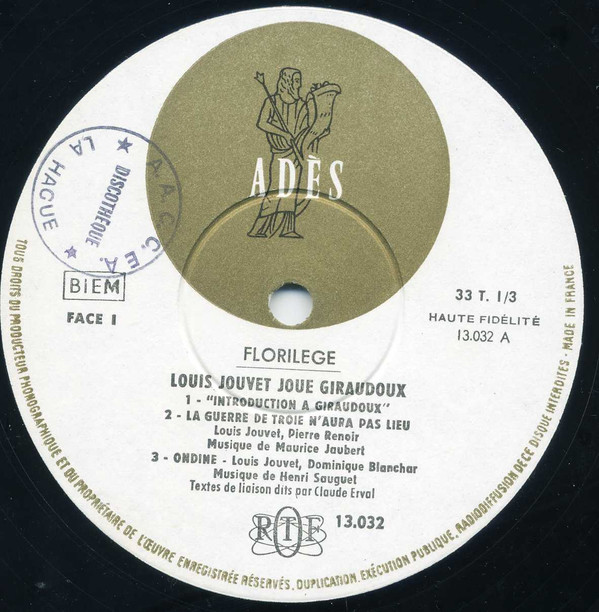 ADÈS
A.A.C. C.E.A.
DISCOTHÈQUE
★ LA HAGUE ★
BIEM
FACE I
33 T. 1/3
HAUTE FIDÉLITÉ
13.032 A
FLORILEGE
LOUIS JOUVET JOUE GIRAUDOUX
1 - "INTRODUCTION A GIRAUDOUX"
2 - LA GUERRE DE TROIE N'AURA PAS LIEU
Louis Jouvet, Pierre Renoir
Musique de Maurice Jaubert
3 - ONDINE - Louis Jouvet, Dominique Blanchar
Musique de Henri Sauguet
Textes de liaison dits par Claude Erval
RTF
13.032
TOUS DROITS DU PRODUCTEUR PHONOGRAPHIQUE ET DU PROPRIÉTAIRE DE L'ŒUVRE ENREGISTRÉE RÉSERVÉS. DUPLICATION. EXÉCUTION PUBLIQUE. RADIODIFFUSION DE CE DISQUE INTERDITES - MADE IN FRANCE